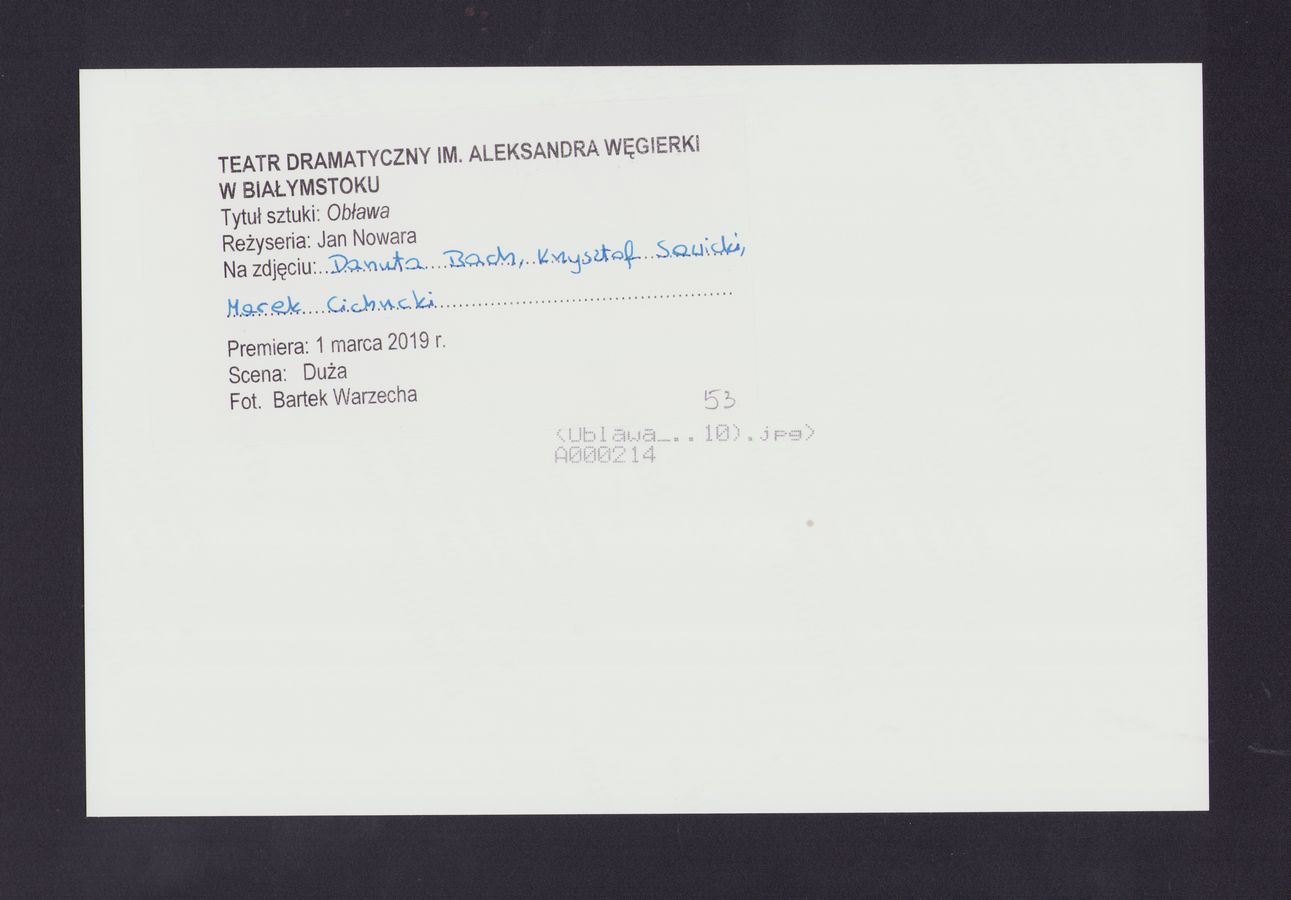 TEATR DRAMATYCZNY IM. ALEKSANDRA WĘGIERKI
W BIAŁYMSTOKU
Tytuł sztuki: Obława
Reżyseria: Jan Nowara
Na zdjęciu: Danuta Bach, Krzysztof Sawicki,
Marek Cichucki
Premiera: 1 marca 2019 r.
Scena: Duża
Fot. Bartek Warzecha
53
<Ublawa_..10).jpg>
A000214